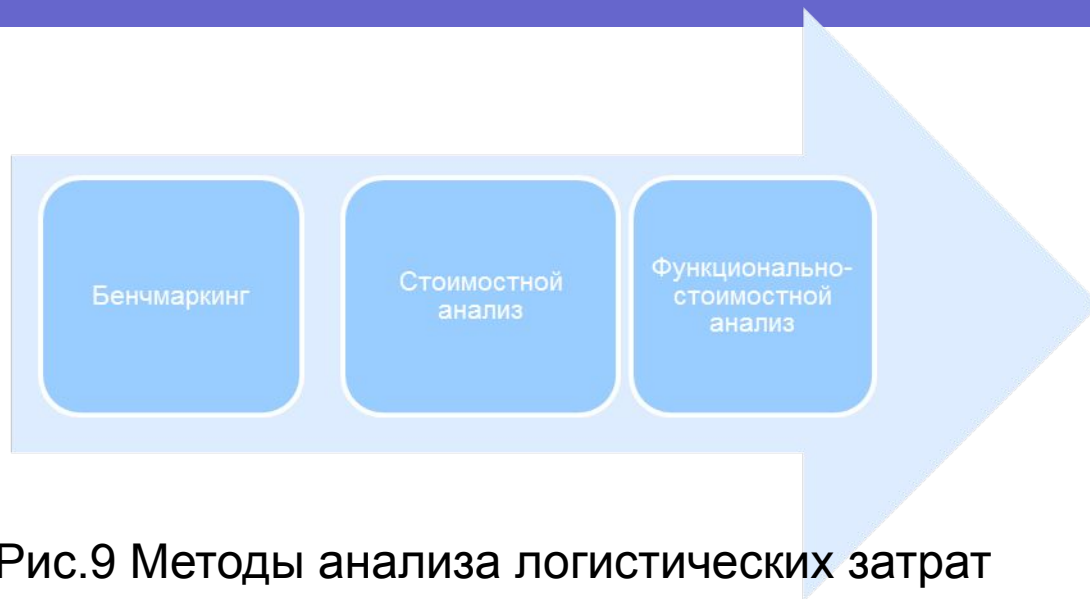 Бенчмаркинг
Стоимостной
анализ
Функционально-
стоимостной
анализ
Рис.9 Методы анализа логистических затрат